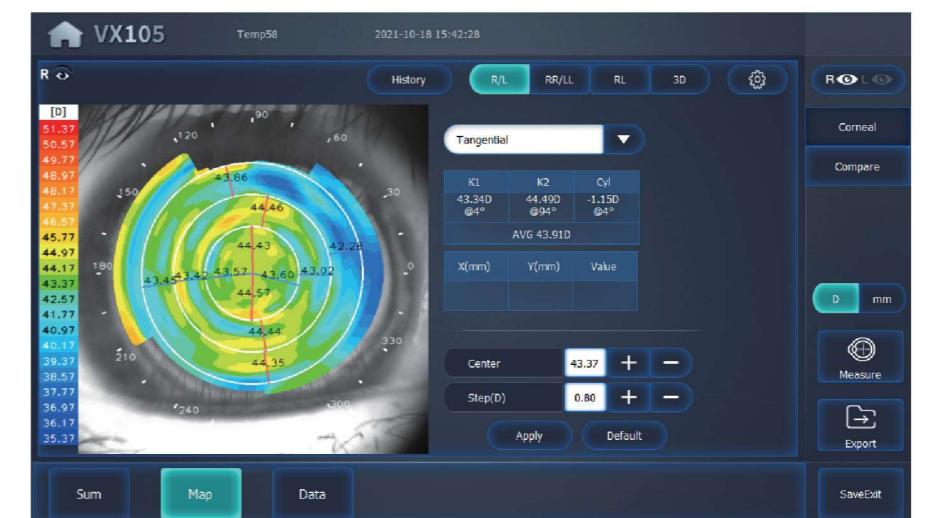 VX105 Temp58 2021-10-18 15:42:28
R History R/L RR/LL RL 3D R L
[D]
51.37
50.57
49.77
48.97
48.17
47.37
46.57
45.77
44.97
44.17
43.37
42.57
41.77
40.97
40.17
39.37
38.57
37.77
36.97
36.17
35.37
90
120 60
150 30
180 0
210 330
240 300
43.86
44.46
44.43 42.28
43.45 43.42 43.57 43.60 43.02
44.57
44.44
44.35
Tangential
K1 K2 Cyl
43.34D 44.49D -1.15D
@4° @94° @4°
AVG 43.91D
X(mm) Y(mm) Value
Center 43.37 + −
Step(D) 0.80 + −
Apply Default
Corneal
Compare
D mm
Measure
Export
Sum Map Data SaveExit